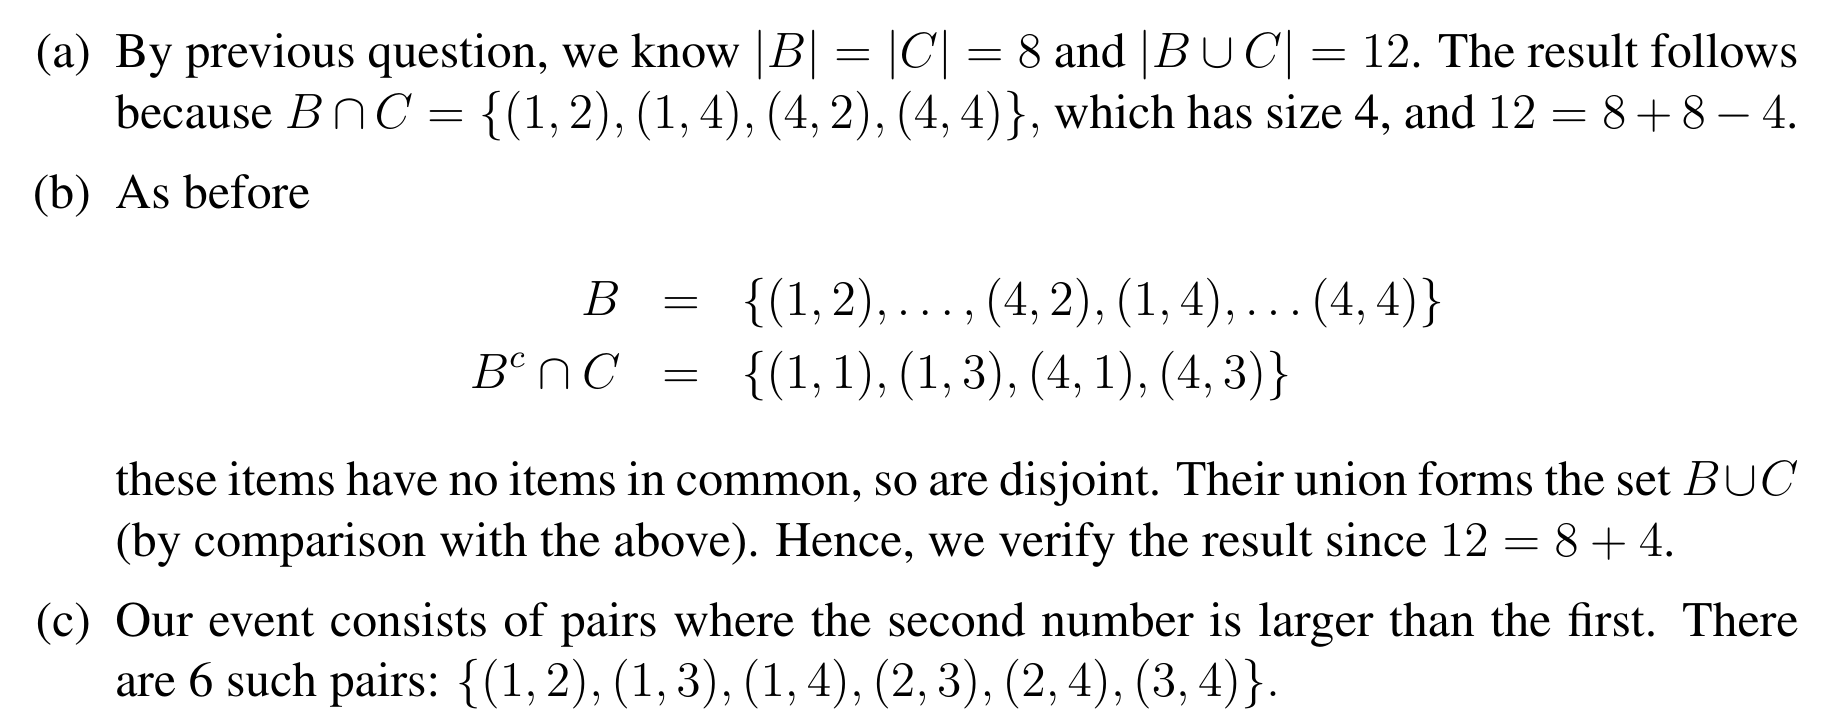 (a) By previous question, we know |B| = |C| = 8 and |B ∪ C| = 12. The result follows
because B ∩ C = {(1, 2), (1, 4), (4, 2), (4, 4)}, which has size 4, and 12 = 8 + 8 − 4.
(b) As before
B = {(1, 2), . . . , (4, 2), (1, 4), . . . (4, 4)}
Bᶜ ∩ C = {(1, 1), (1, 3), (4, 1), (4, 3)}
these items have no items in common, so are disjoint. Their union forms the set B ∪ C
(by comparison with the above). Hence, we verify the result since 12 = 8 + 4.
(c) Our event consists of pairs where the second number is larger than the first. There
are 6 such pairs: {(1, 2), (1, 3), (1, 4), (2, 3), (2, 4), (3, 4)}.